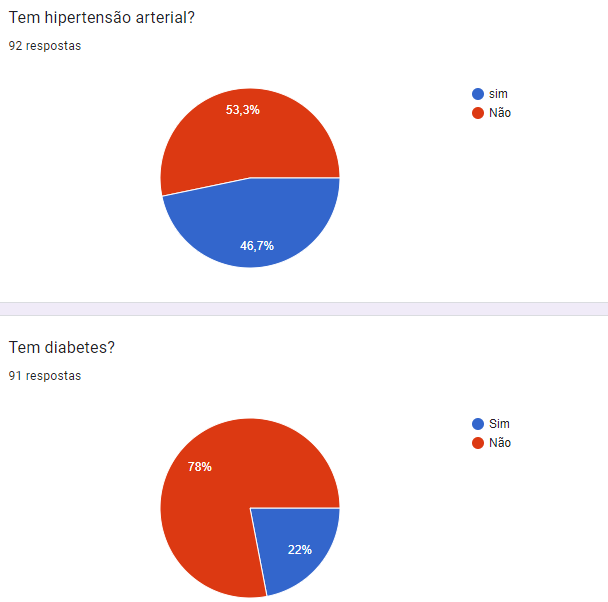 Tem hipertensão arterial?
92 respostas
53,3%
46,7%
sim
Não
Tem diabetes?
91 respostas
78%
22%
Sim
Não